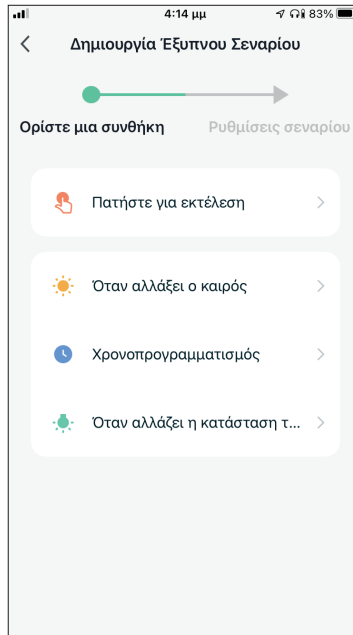 4:14 μμ 83%
Δημιουργία Έξυπνου Σεναρίου
Ορίστε μια συνθήκη Ρυθμίσεις σεναρίου
Πατήστε για εκτέλεση
Όταν αλλάξει ο καιρός
Χρονοπρογραμματισμός
Όταν αλλάζει η κατάσταση τ...